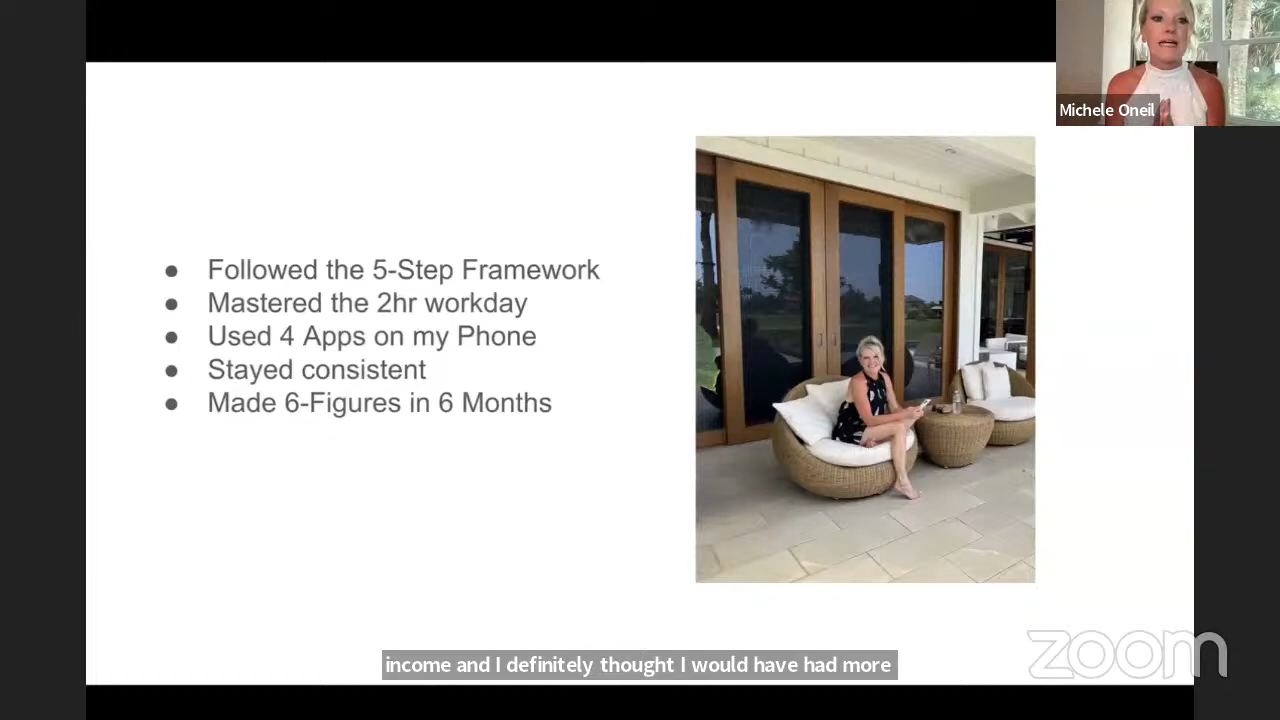 Michele Oneil
● Followed the 5-Step Framework
● Mastered the 2hr workday
● Used 4 Apps on my Phone
● Stayed consistent
● Made 6-Figures in 6 Months
income and I definitely thought I would have had more
zoom